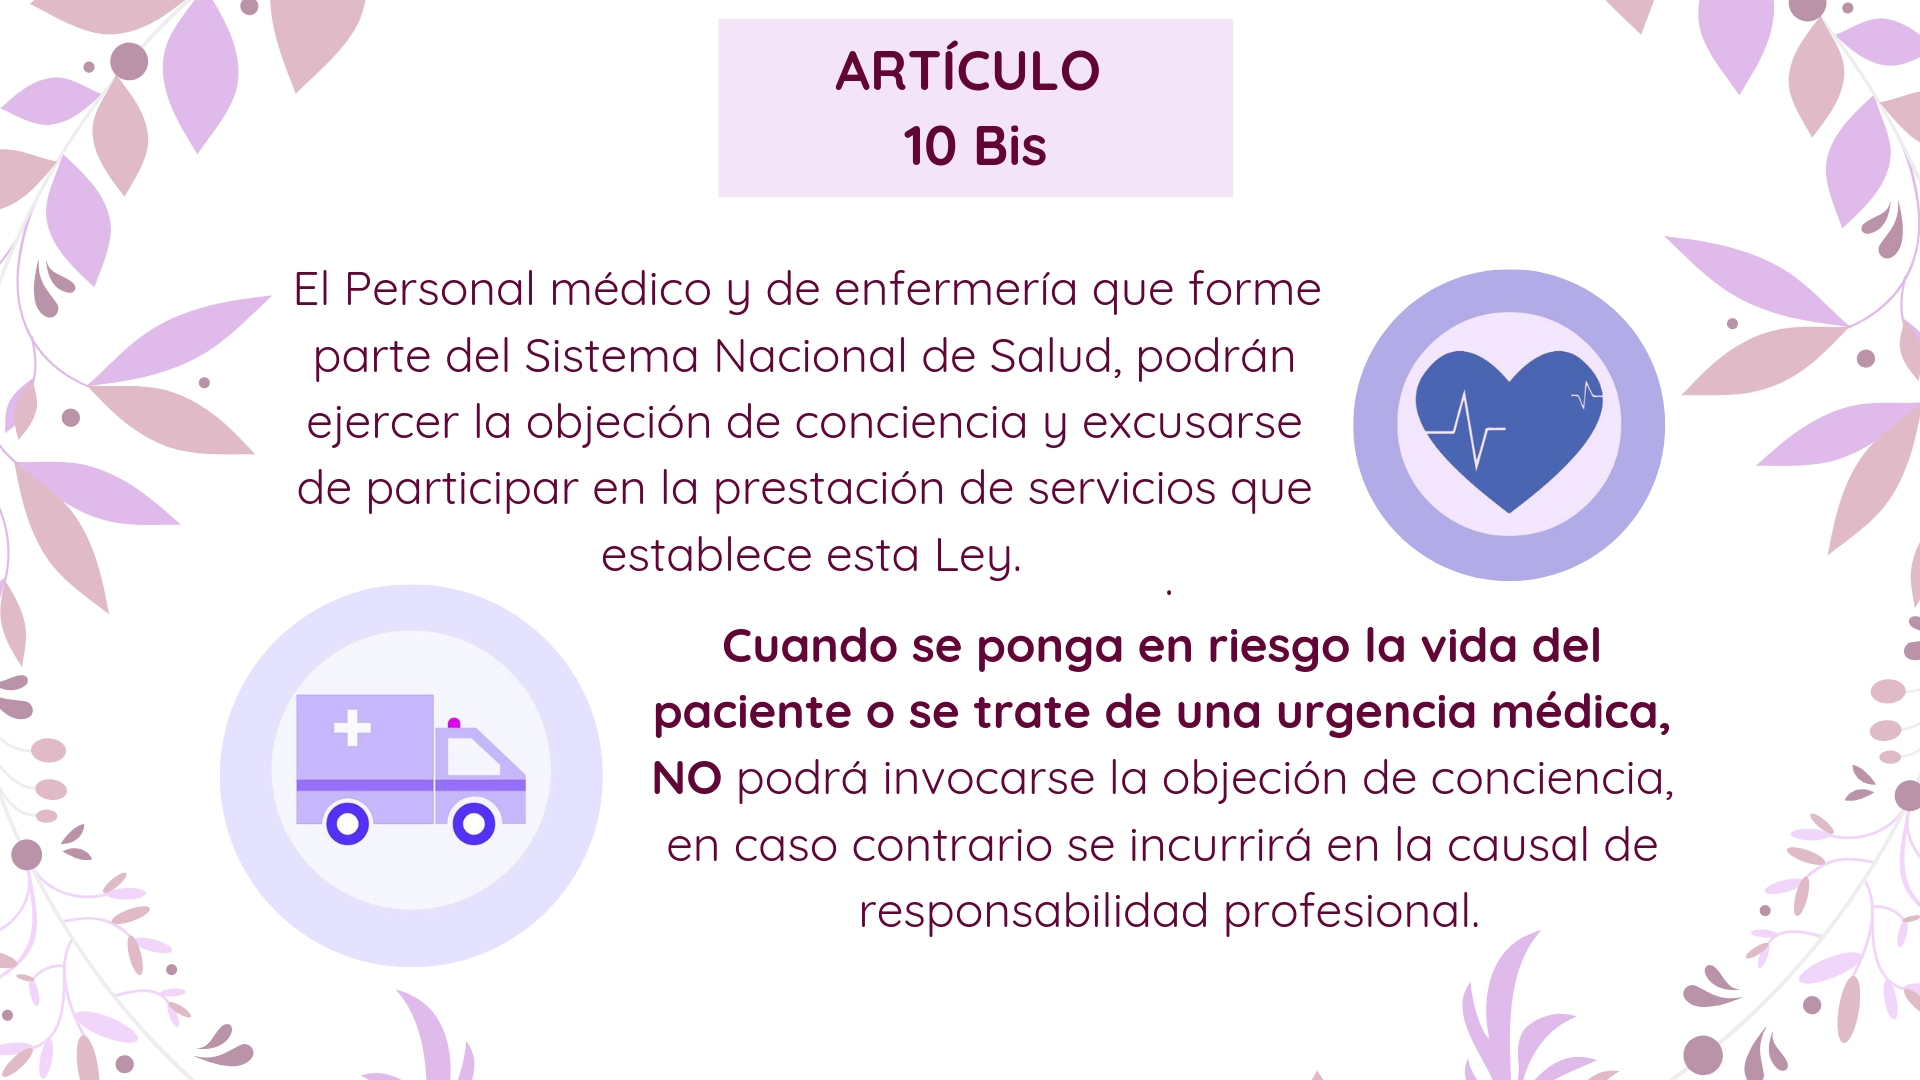 ARTÍCULO
10 Bis
El Personal médico y de enfermería que forme
parte del Sistema Nacional de Salud, podrán
ejercer la objeción de conciencia y excusarse
de participar en la prestación de servicios que
establece esta Ley.
.
Cuando se ponga en riesgo la vida del
paciente o se trate de una urgencia médica,
NO podrá invocarse la objeción de conciencia,
en caso contrario se incurrirá en la causal de
responsabilidad profesional.